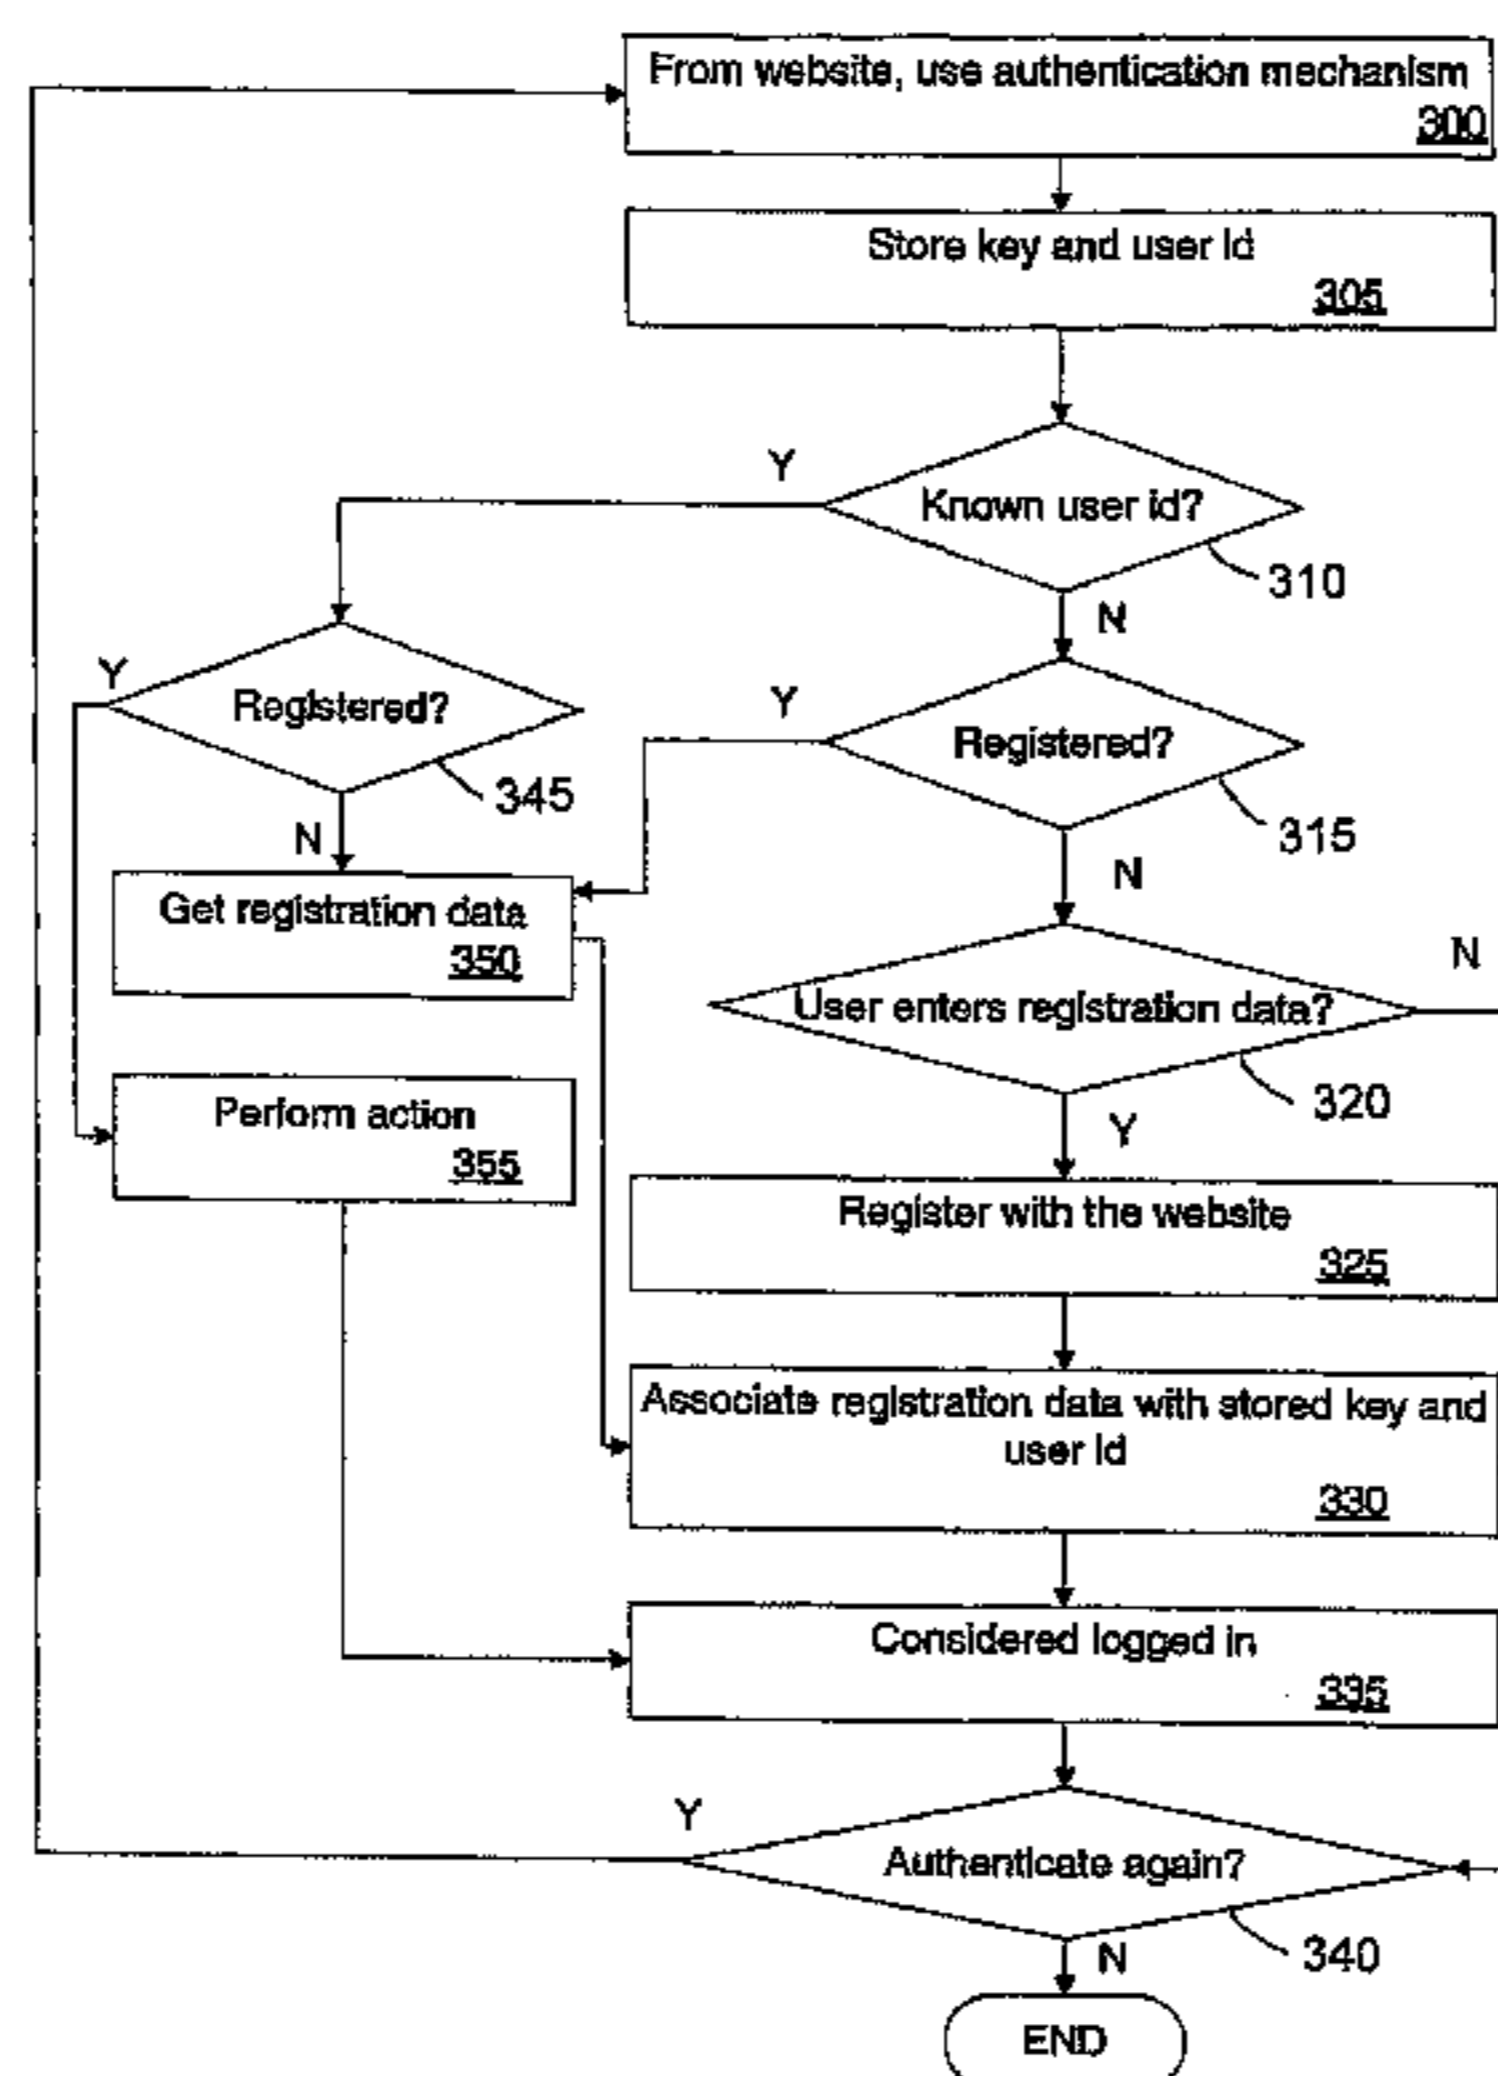 From website, use authentication mechanism
300
Store key and user id
305
Y
Known user id?
310
N
Y
Registered?
345
Y
Registered?
315
N
N
Get registration data
350
N
User enters registration data?
320
Perform action
355
Y
Register with the website
325
Associate registration data with stored key and
user id
330
Considered logged in
335
Y
Authenticate again?
340
N
END